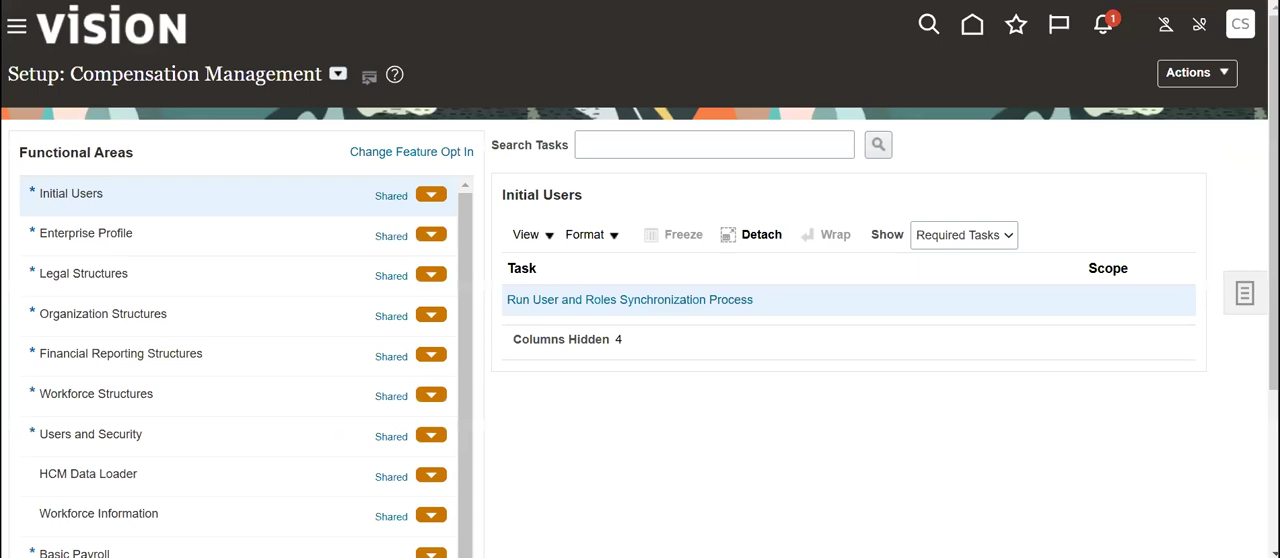 VISION
1
CS
Setup: Compensation Management
Actions
Functional Areas
Change Feature Opt In
* Initial Users Shared
* Enterprise Profile Shared
* Legal Structures Shared
* Organization Structures Shared
* Financial Reporting Structures Shared
* Workforce Structures Shared
* Users and Security Shared
HCM Data Loader Shared
Workforce Information Shared
* Basic Payroll
Search Tasks
Initial Users
View Format Freeze Detach Wrap Show Required Tasks
Task Scope
Run User and Roles Synchronization Process
Columns Hidden 4